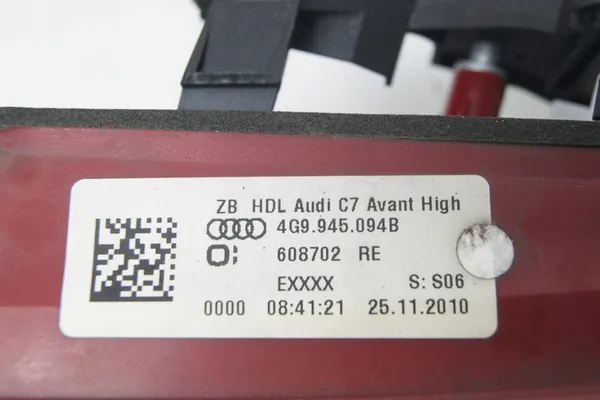 ZB HDL Audi C7 Avant High
4G9.945.094B
608702 RE
EXXXX S: S06
0000 08:41:21 25.11.2010